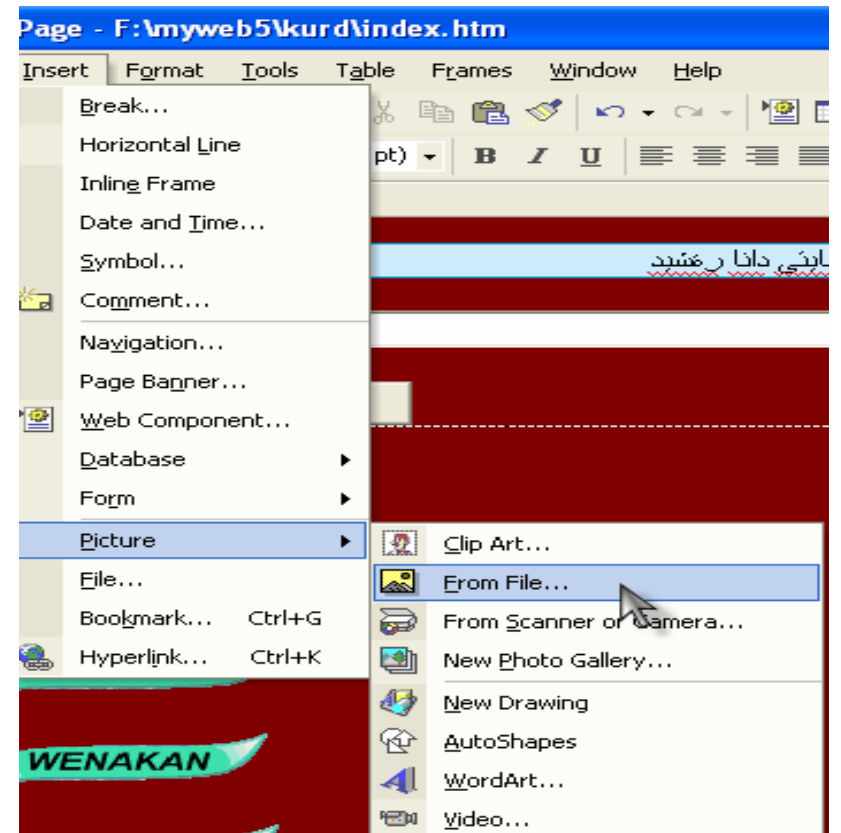 Page - F:\myweb5\kurd\index.htm
Insert Format Tools Table Frames Window Help
Break...
Horizontal Line
pt) B I U
Inline Frame
Date and Time...
Symbol...
دانا
Comment...
Navigation...
Page Banner...
Web Component...
Database
Form
Picture
Clip Art...
File...
From File...
Bookmark... Ctrl+G
From Scanner or Camera...
Hyperlink... Ctrl+K
New Photo Gallery...
New Drawing
AutoShapes
WENAKAN
WordArt...
Video...